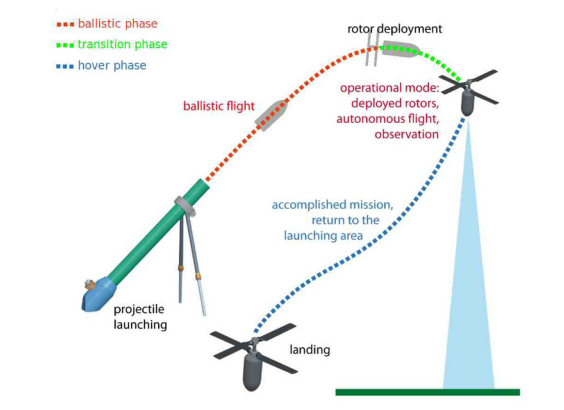 ballistic phase
transition phase
hover phase
rotor deployment
ballistic flight
operational mode:
deployed rotors,
autonomous flight,
observation
accomplished mission,
return to the
launching area
projectile
launching
landing